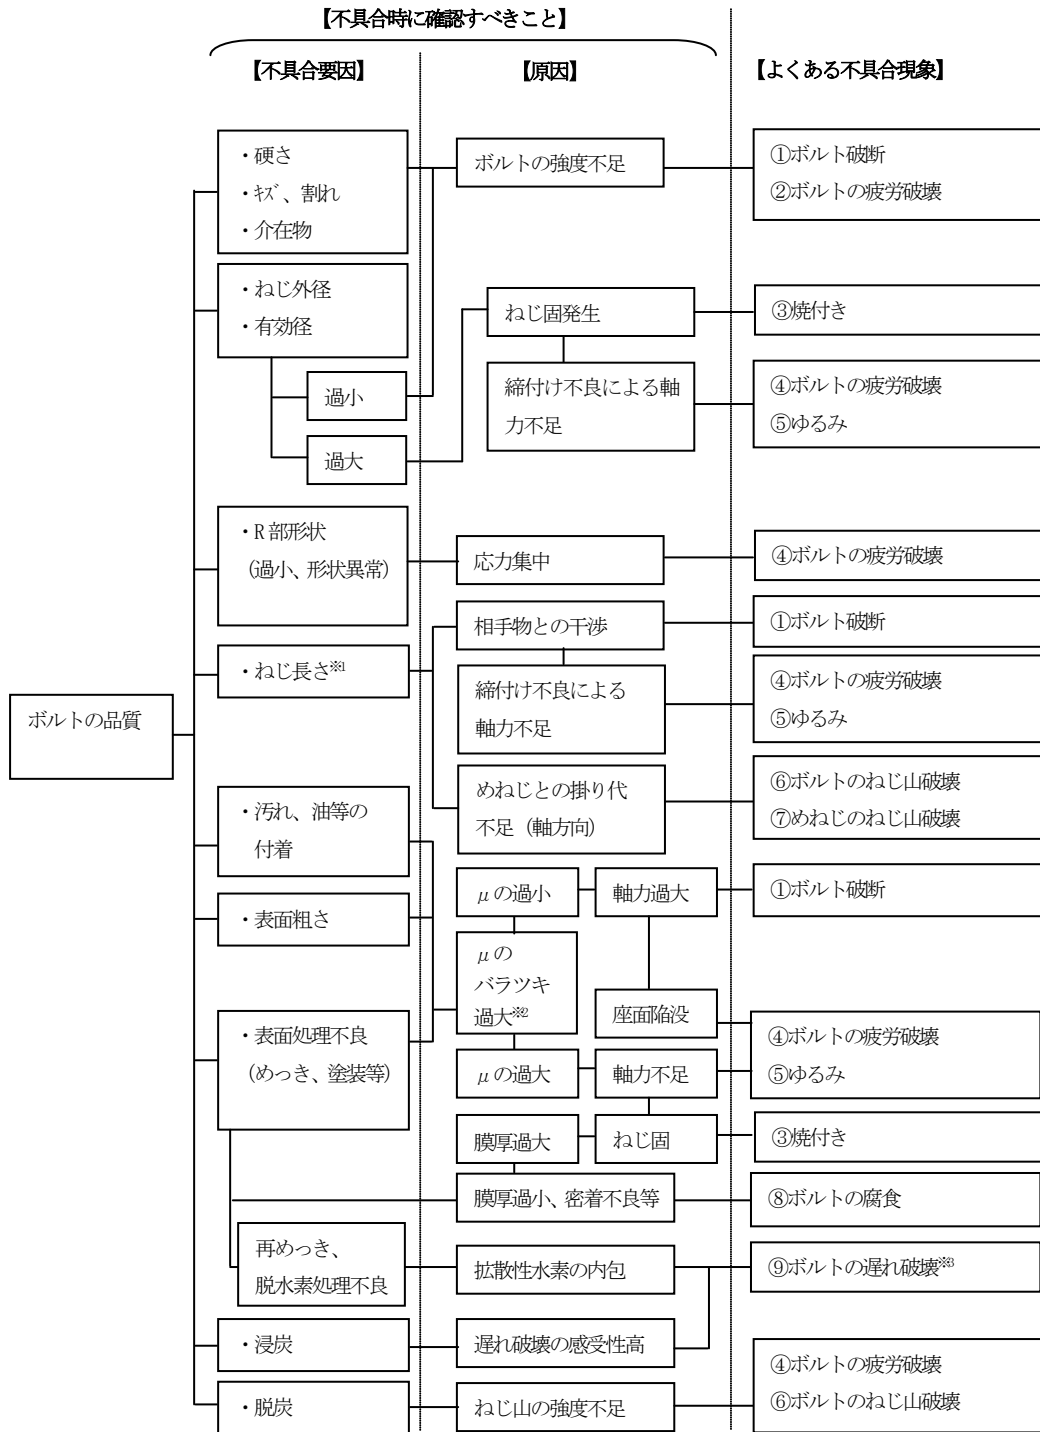 【不具合時に確認すべきこと】
【不具合要因】
【原因】
【よくある不具合現象】
ボルトの品質
・硬さ
・ｷｽﾞ、割れ
・介在物
ボルトの強度不足
①ボルト破断
②ボルトの疲労破壊
・ねじ外径
・有効径
過小
過大
ねじ固発生
③焼付き
締付け不良による軸
力不足
④ボルトの疲労破壊
⑤ゆるみ
・R部形状
（過小、形状異常）
応力集中
④ボルトの疲労破壊
・ねじ長さ※1
相手物との干渉
①ボルト破断
締付け不良による
軸力不足
④ボルトの疲労破壊
⑤ゆるみ
めねじとの掛り代
不足（軸方向）
⑥ボルトのねじ山破壊
⑦めねじのねじ山破壊
・汚れ、油等の
付着
・表面粗さ
・表面処理不良
（めっき、塗装等）
μの過小
軸力過大
①ボルト破断
μの
バラツキ
過大※2
座面陥没
④ボルトの疲労破壊
⑤ゆるみ
μの過大
軸力不足
膜厚過大
ねじ固
③焼付き
膜厚過小、密着不良等
⑧ボルトの腐食
再めっき、
脱水素処理不良
拡散性水素の内包
⑨ボルトの遅れ破壊※3
・浸炭
遅れ破壊の感受性高
・脱炭
ねじ山の強度不足
④ボルトの疲労破壊
⑥ボルトのねじ山破壊